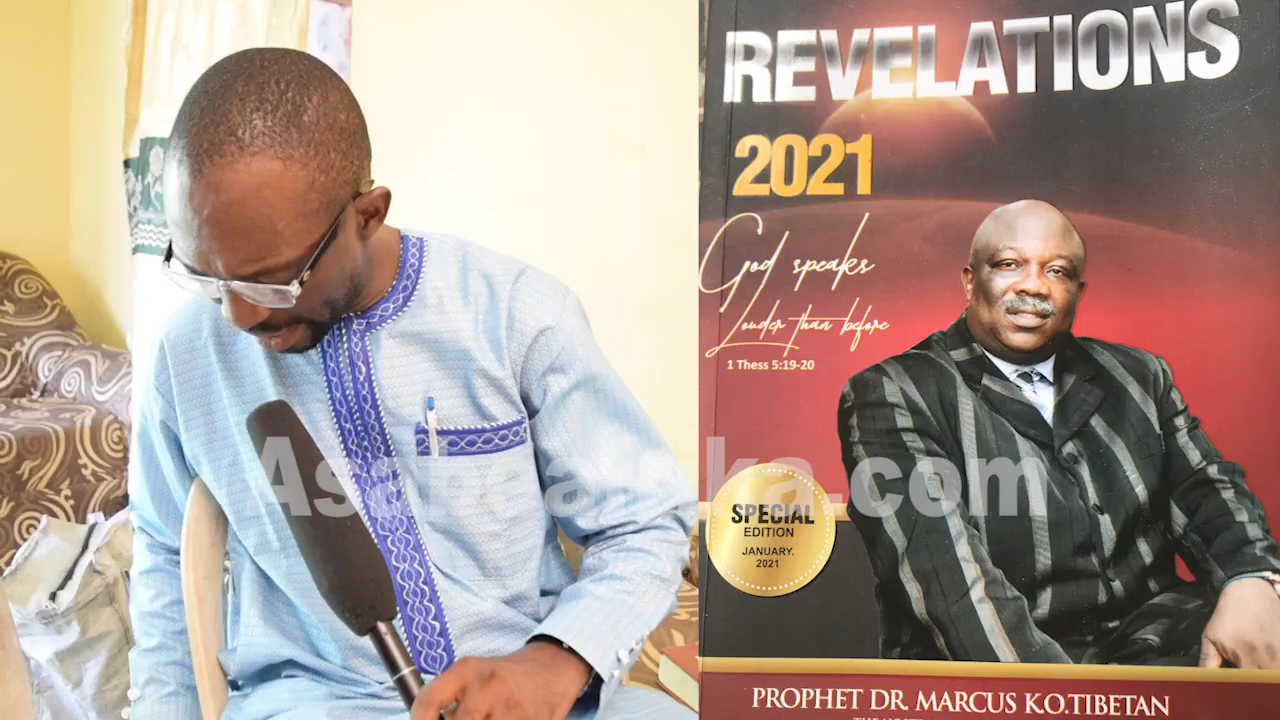 REVELATIONS
2021
God speaks
Louder than before
1 Thess 5:19-20
SPECIAL
EDITION
JANUARY.
2021
PROPHET DR. MARCUS K.O.TIBETAN